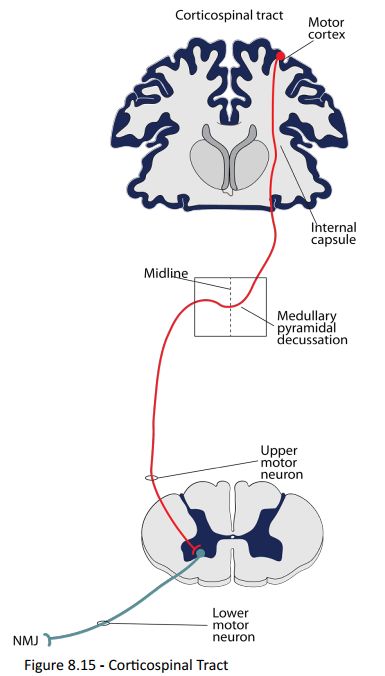 Corticospinal tract
Motor
cortex
Internal
capsule
Midline
Medullary
pyramidal
decussation
Upper
motor
neuron
Lower
motor
neuron
NMJ
Figure 8.15 - Corticospinal Tract